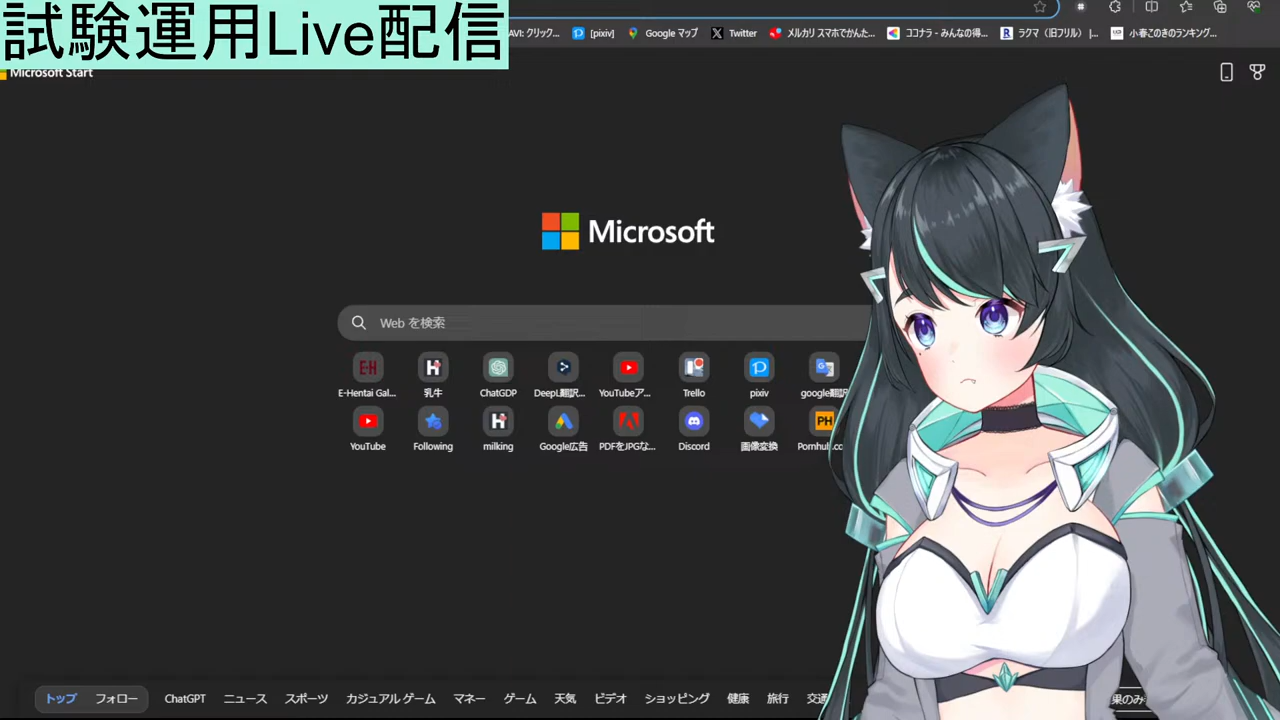 試験運用Live配信
AVI: クリック...
[pixiv]
Google マップ
Twitter
メルカリ スマホでかんた...
ココナラ - みんなの得...
ラクマ（旧フリル）|...
小春このきのランキング...
Microsoft Start
Microsoft
Web を検索
E-Hentai Gal...
乳牛
ChatGDP
DeepL翻訳...
YouTubeア...
Trello
pixiv
google翻訳
YouTube
Following
milking
Google広告
PDFをJPGな...
Discord
画像変換
Pornhub.cc
トップ
フォロー
ChatGPT
ニュース
スポーツ
カジュアル ゲーム
マネー
ゲーム
天気
ビデオ
ショッピング
健康
旅行
交通